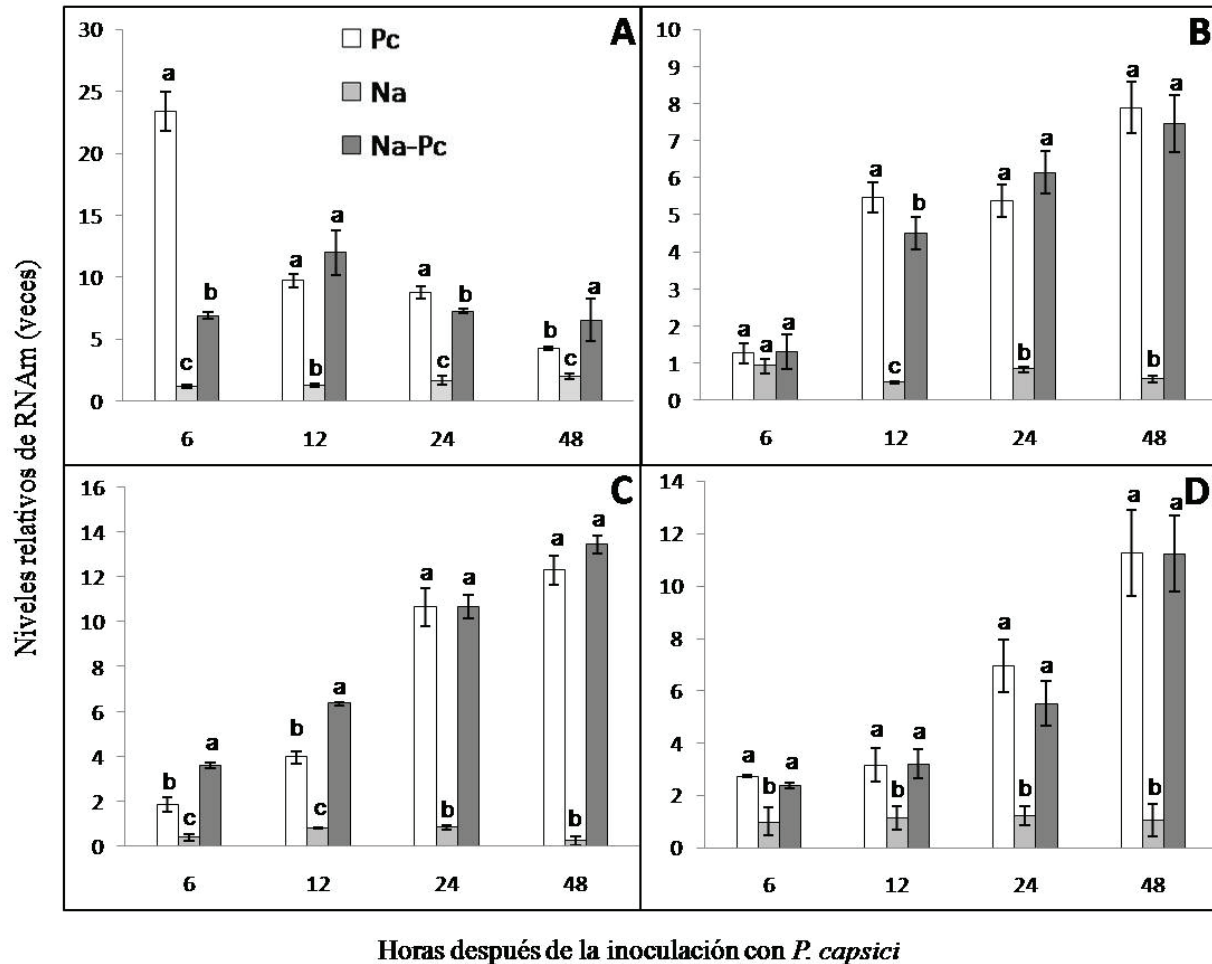 Niveles relativos de RNAm (veces)
A
Pc
Na
Na-Pc
30
25
20
15
10
5
0
a
c
b
a
b
a
a
c
b
b
c
a
6 12 24 48
B
10
9
8
7
6
5
4
3
2
1
0
a
a
a
a
c
b
a
b
a
a
b
a
6 12 24 48
C
16
14
12
10
8
6
4
2
0
b
c
a
b
c
a
a
b
a
a
b
a
6 12 24 48
D
14
12
10
8
6
4
2
0
a
b
a
a
b
a
a
b
a
a
b
a
6 12 24 48
Horas después de la inoculación con P. capsici